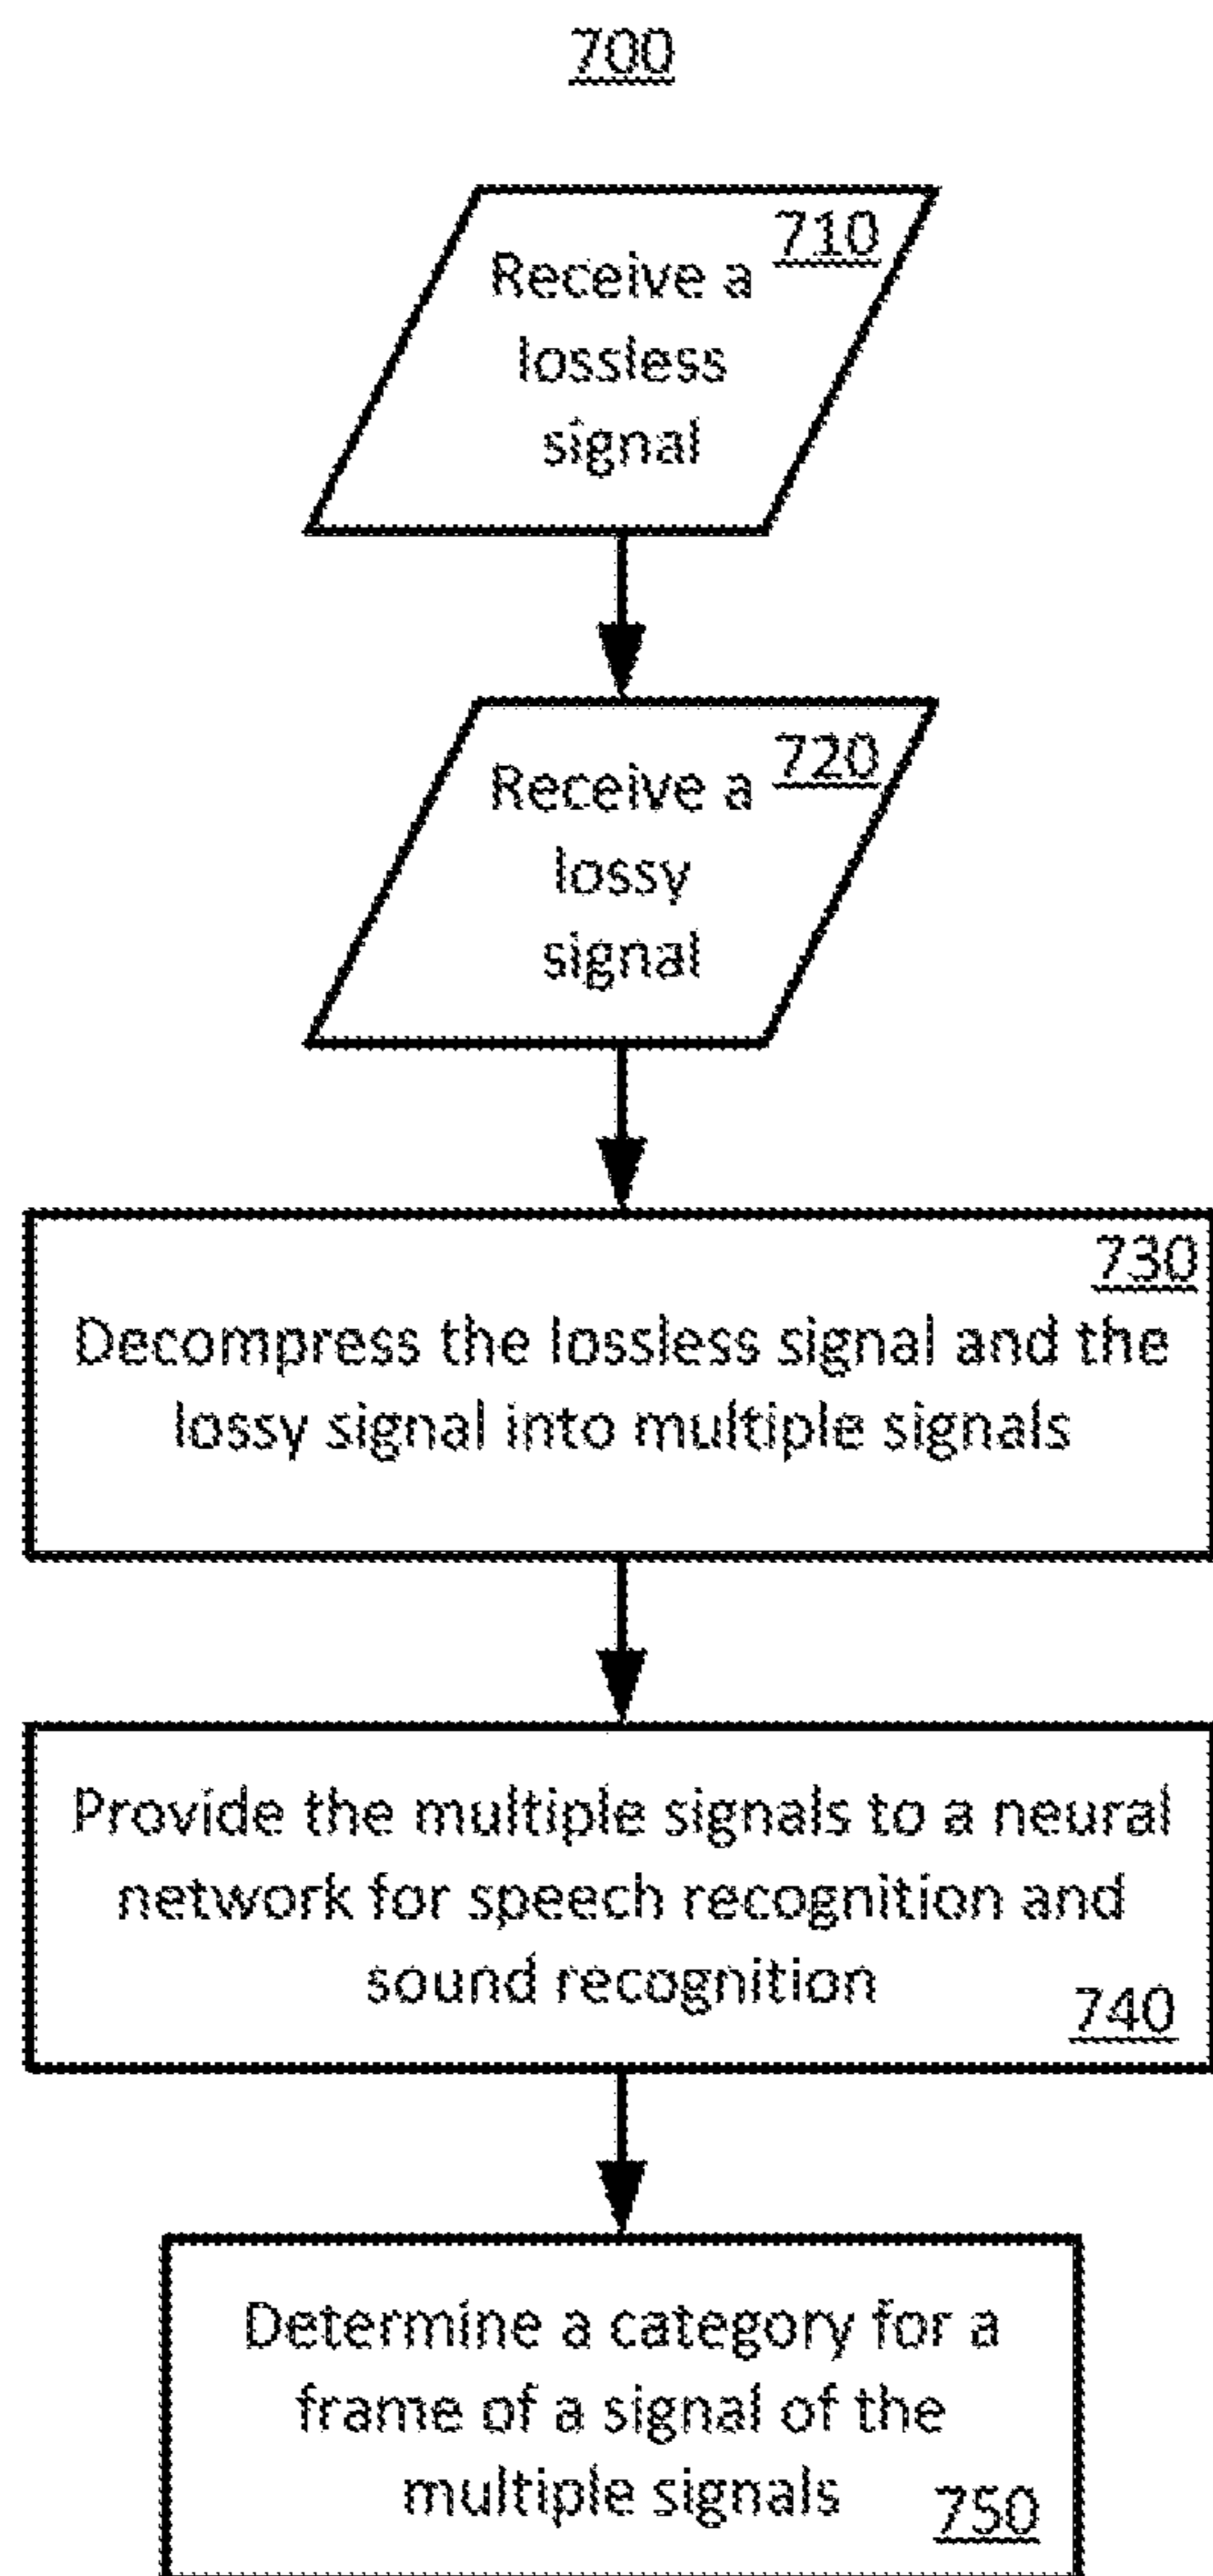 700
710
Receive a
lossless
signal
720
Receive a
lossy
signal
730
Decompress the lossless signal and the
lossy signal into multiple signals
Provide the multiple signals to a neural
network for speech recognition and
sound recognition
740
Determine a category for a
frame of a signal of the
multiple signals
750